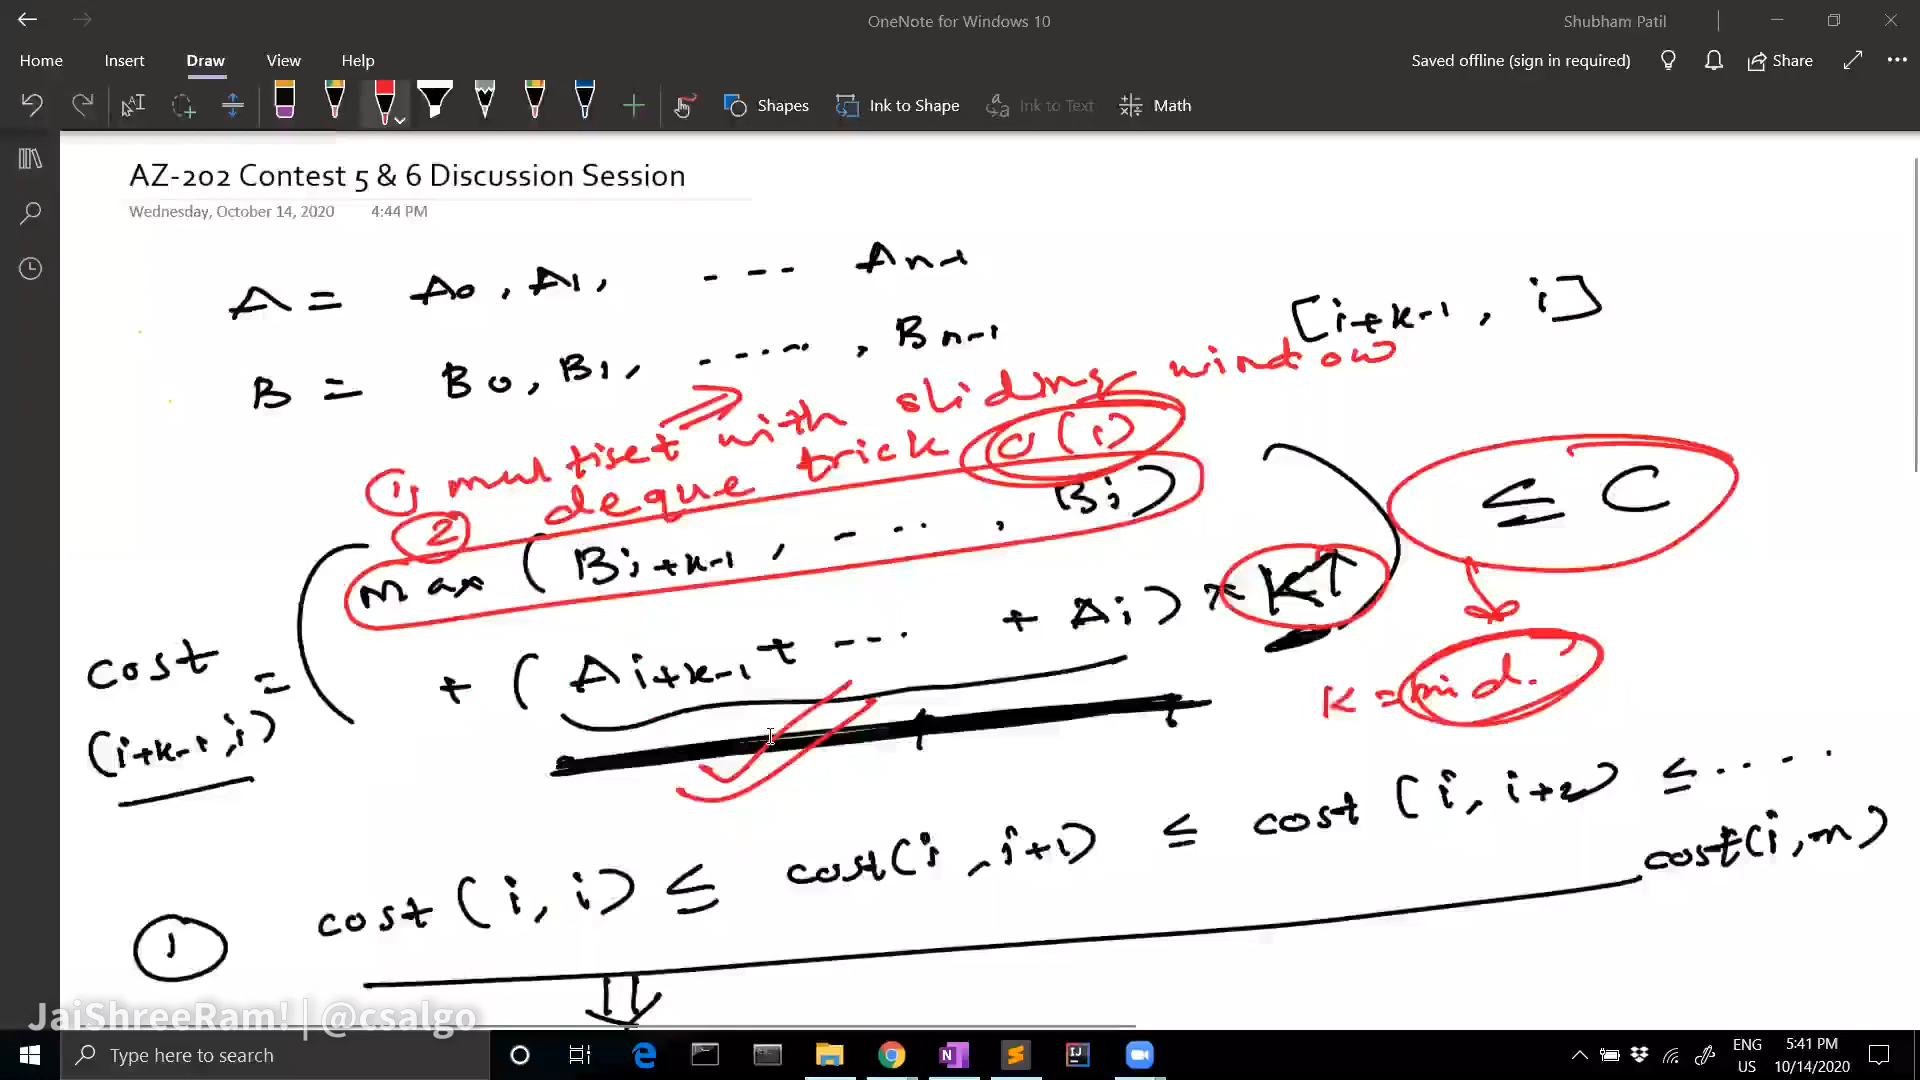 OneNote for Windows 10
Shubham Patil
Home Insert Draw View Help
Saved offline (sign in required)
Share
Shapes
Ink to Shape
Ink to Text
Math
AZ-202 Contest 5 & 6 Discussion Session
Wednesday, October 14, 2020 4:44 PM
A = A0, A1, --- An-1
[i+k-1, i]
B = B0, B1, ....., Bn-1
1) multiset ⇒ with sliding window
2 deque trick O(1)
max (Bi+k-1, - ..., Bi)
≤ C
+ (Ai+k-1 + --- + Ai) × K↑
cost (i+k-1, i) =
K = mid.
cost (i, i) ≤ cost(i, i+1) ≤ cost (i, i+2) ≤ .....
cost(i, n)
1
⇓
JaiShreeRam! | @csalgo
Type here to search
ENG
US
5:41 PM
10/14/2020